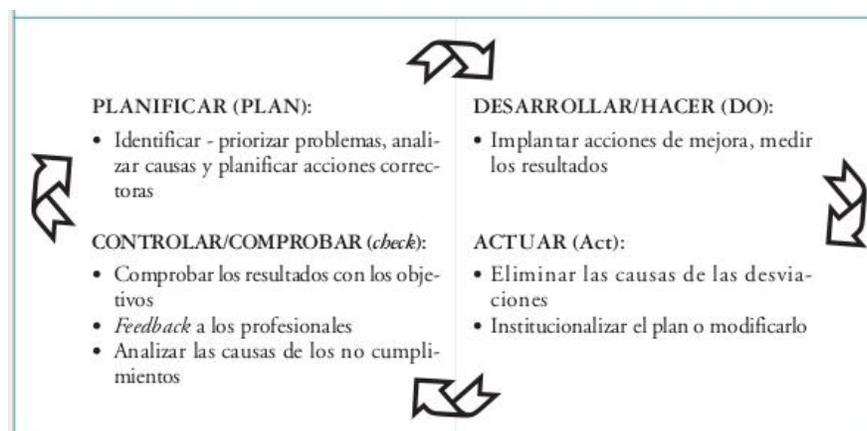 PLANIFICAR (PLAN):
• Identificar - priorizar problemas, anali-
zar causas y planificar acciones correc-
toras
DESARROLLAR/HACER (DO):
• Implantar acciones de mejora, medir
los resultados
CONTROLAR/COMPROBAR (check):
• Comprobar los resultados con los obje-
tivos
• Feedback a los profesionales
• Analizar las causas de los no cumpli-
mientos
ACTUAR (Act):
• Eliminar las causas de las desvia-
ciones
• Institucionalizar el plan o modificarlo